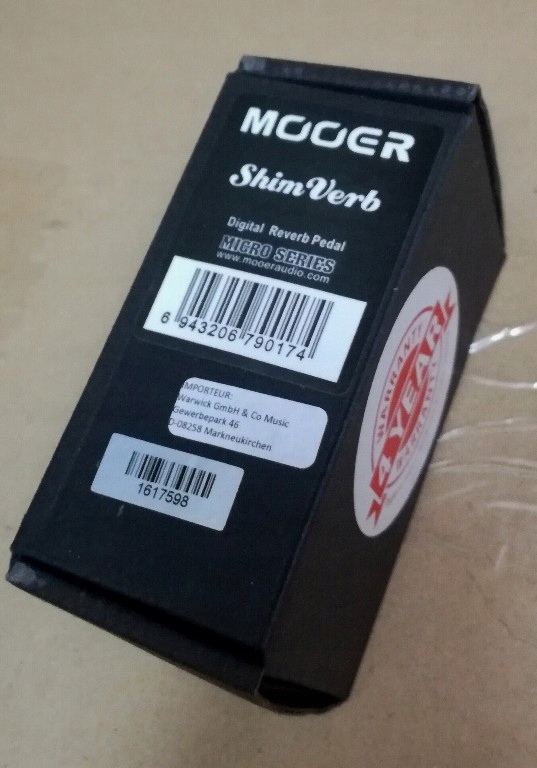 MOOER
ShimVerb
Digital Reverb Pedal
MICRO SERIES
www.mooeraudio.com
6 943206 790174
IMPORTEUR:
Warwick GmbH & Co Music
Gewerbepark 46
D-08258 Markneukirchen
1617598
WARRANTY
4 YEAR